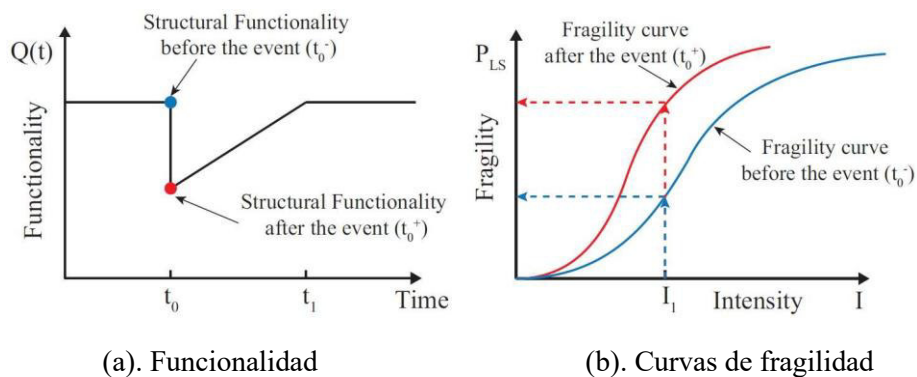 Q(t)
Functionality
Structural Functionality
before the event (t₀⁻)
Structural Functionality
after the event (t₀⁺)
t₀
t₁
Time
(a). Funcionalidad
P_LS
Fragility
Fragility curve
after the event (t₀⁺)
Fragility curve
before the event (t₀⁻)
I₁
Intensity
I
(b). Curvas de fragilidad